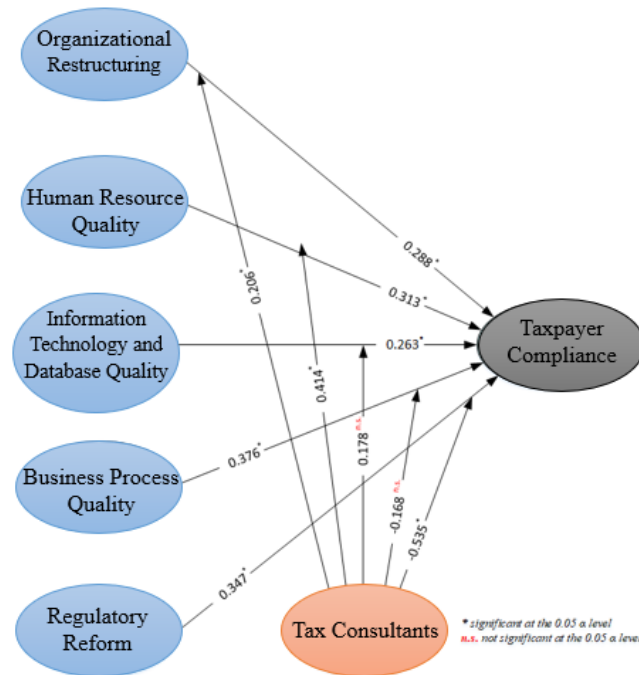 Organizational
Restructuring
Human Resource
Quality
Information
Technology and
Database Quality
Business Process
Quality
Regulatory
Reform
Tax Consultants
Taxpayer
Compliance
0.288*
0.313*
0.263*
0.376*
0.347*
0.206*
0.414*
0.178 n.s.
-0.168 n.s.
-0.535*
* significant at the 0.05 α level
n.s. not significant at the 0.05 α level